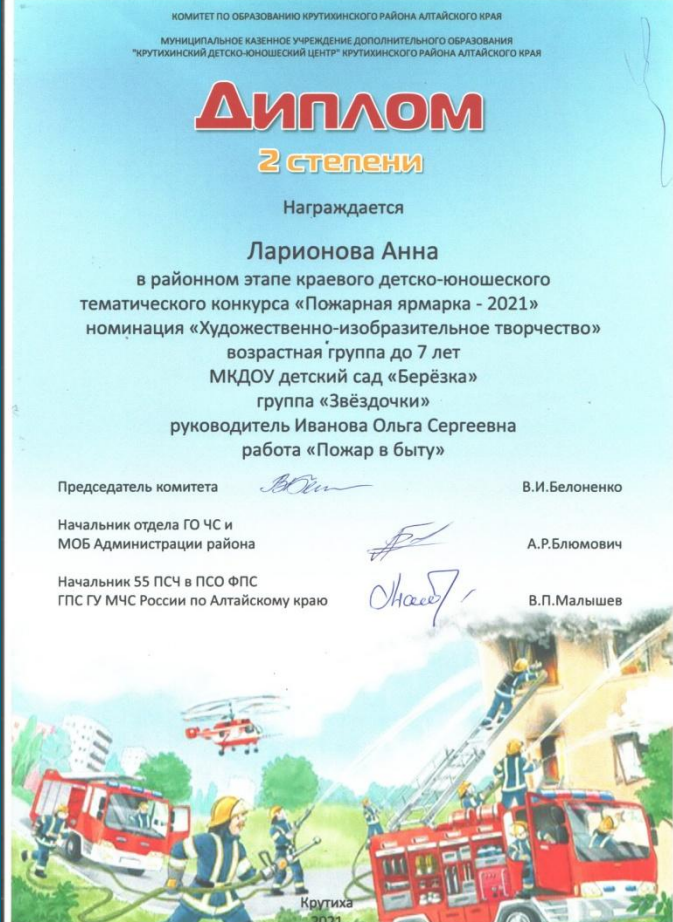 КОМИТЕТ ПО ОБРАЗОВАНИЮ КРУТИХИНСКОГО РАЙОНА АЛТАЙСКОГО КРАЯ
МУНИЦИПАЛЬНОЕ КАЗЕННОЕ УЧРЕЖДЕНИЕ ДОПОЛНИТЕЛЬНОГО ОБРАЗОВАНИЯ
"КРУТИХИНСКИЙ ДЕТСКО-ЮНОШЕСКИЙ ЦЕНТР" КРУТИХИНСКОГО РАЙОНА АЛТАЙСКОГО КРАЯ
Диплом
2 степени
Награждается
Ларионова Анна
в районном этапе краевого детско-юношеского
тематического конкурса «Пожарная ярмарка - 2021»
номинация «Художественно-изобразительное творчество»
возрастная группа до 7 лет
МКДОУ детский сад «Берёзка»
группа «Звёздочки»
руководитель Иванова Ольга Сергеевна
работа «Пожар в быту»
Председатель комитета В.И.Белоненко
Начальник отдела ГО ЧС и
МОБ Администрации района А.Р.Блюмович
Начальник 55 ПСЧ в ПСО ФПС
ГПС ГУ МЧС России по Алтайскому краю В.П.Малышев
Крутиха
2021